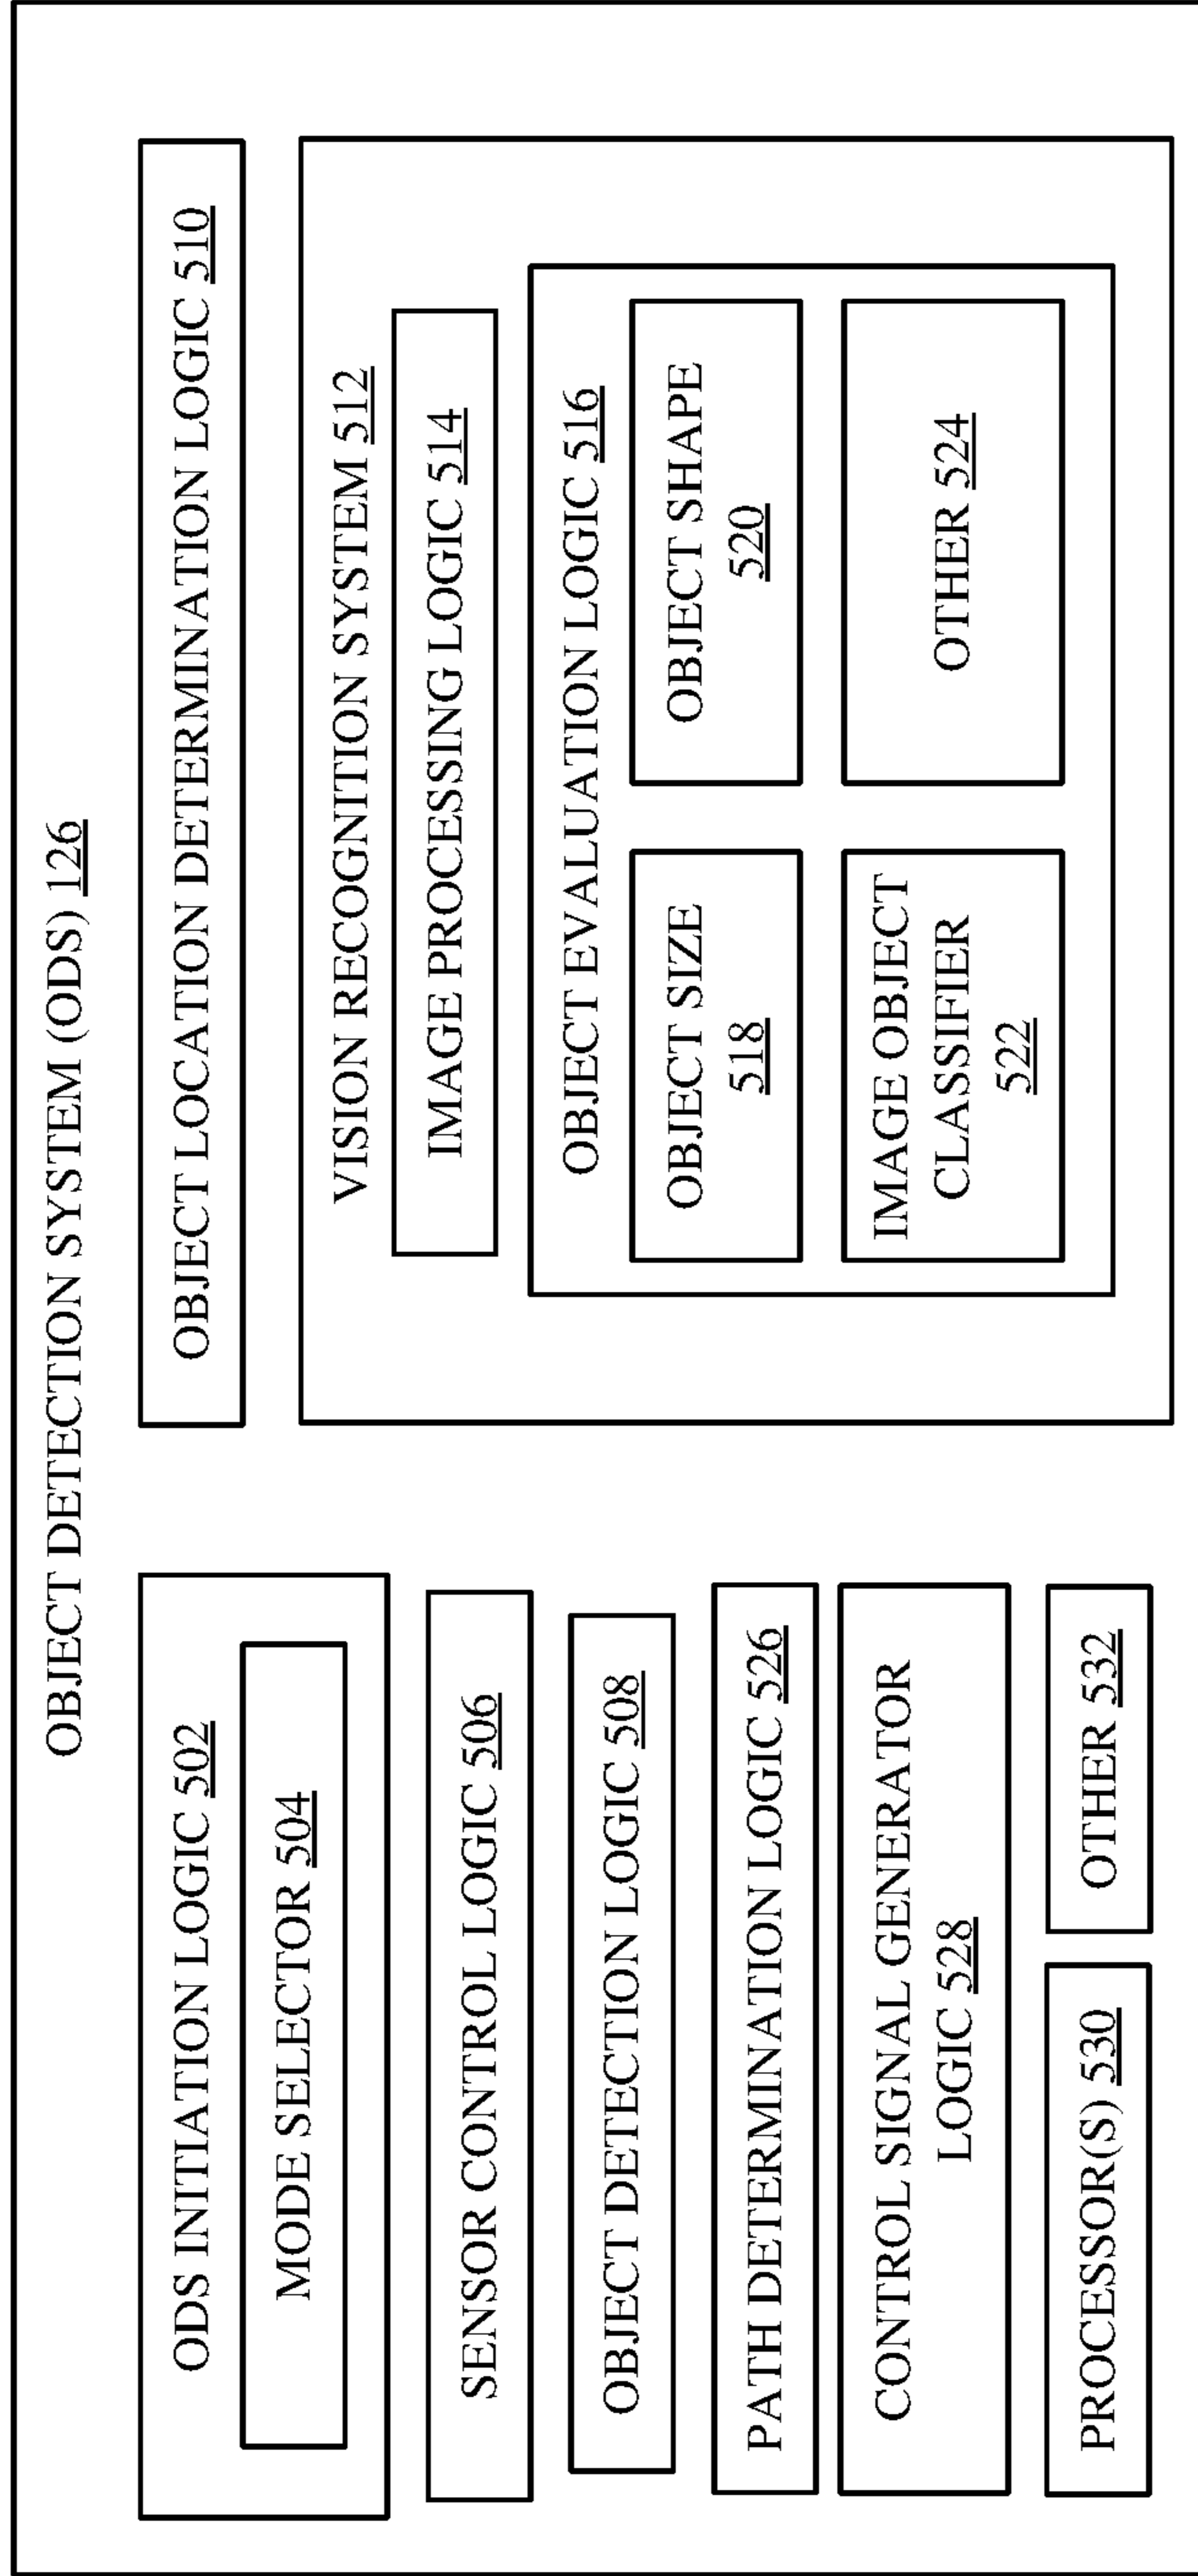 OBJECT DETECTION SYSTEM (ODS) 126
ODS INITIATION LOGIC 502
MODE SELECTOR 504
SENSOR CONTROL LOGIC 506
OBJECT DETECTION LOGIC 508
PATH DETERMINATION LOGIC 526
CONTROL SIGNAL GENERATOR
LOGIC 528
PROCESSOR(S) 530
OTHER 532
OBJECT LOCATION DETERMINATION LOGIC 510
VISION RECOGNITION SYSTEM 512
IMAGE PROCESSING LOGIC 514
OBJECT EVALUATION LOGIC 516
OBJECT SIZE
518
OBJECT SHAPE
520
IMAGE OBJECT
CLASSIFIER
522
OTHER 524